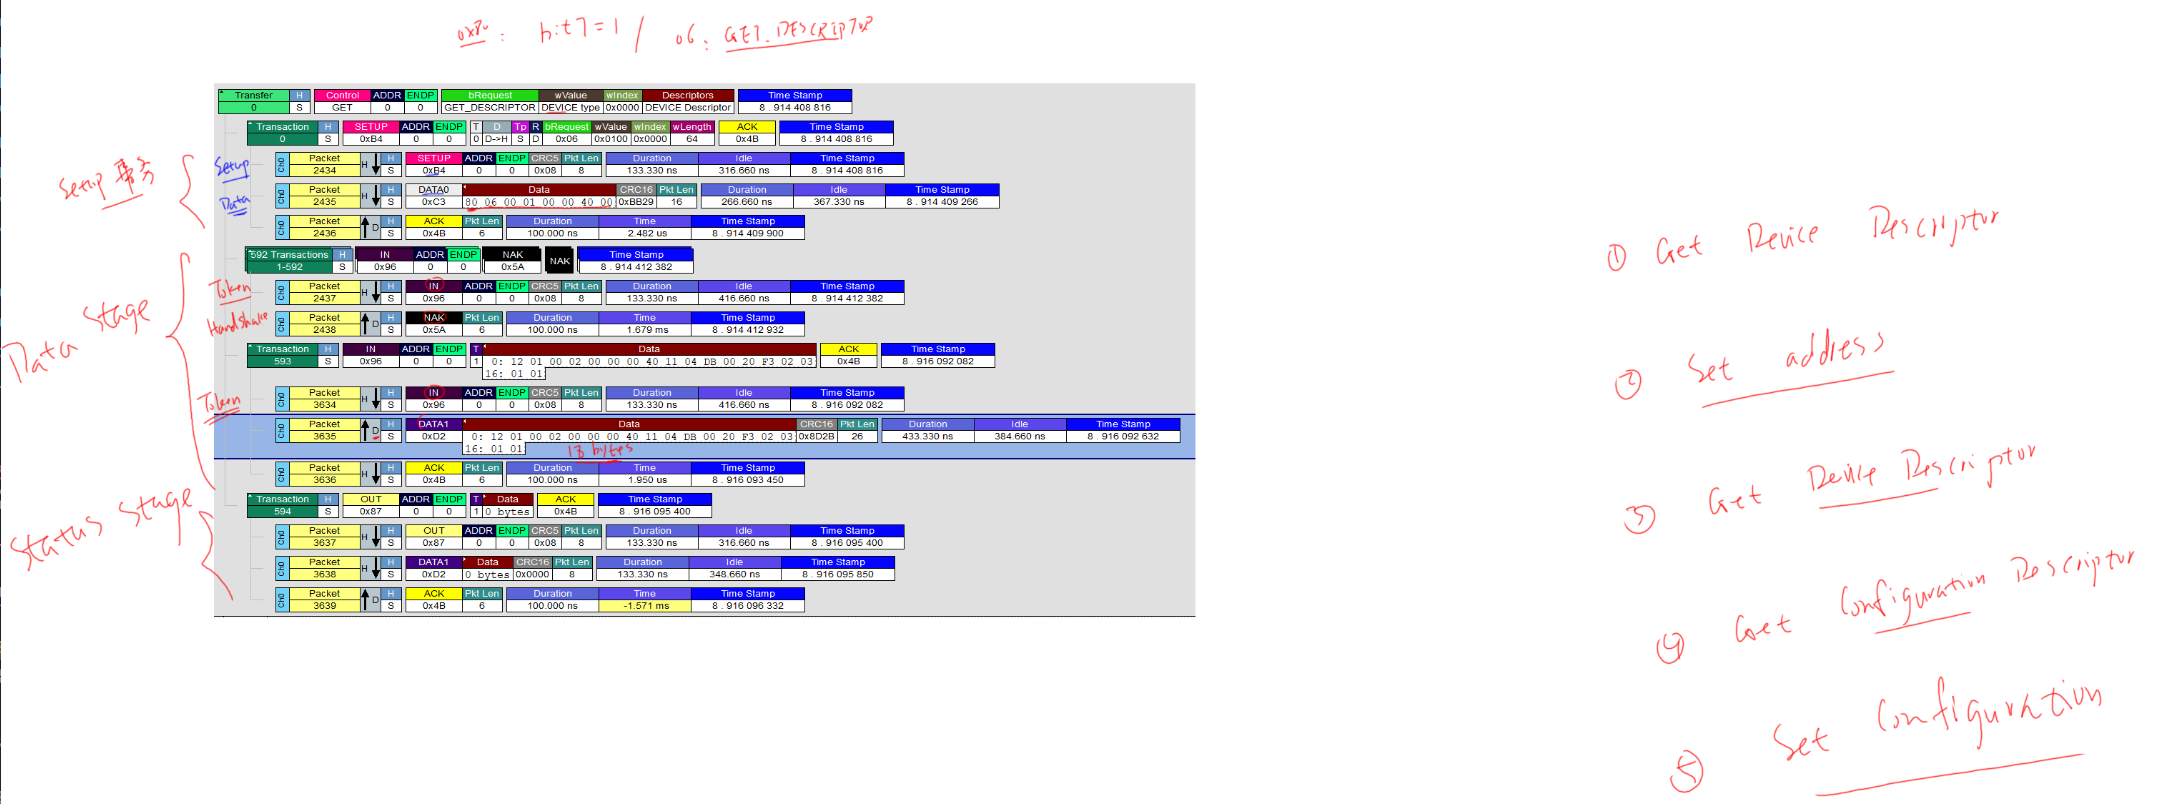 0x80: bit7=1 / 06: GET_DESCRIPTOR
Transfer H Control ADDR ENDP bRequest wValue wIndex Descriptors Time Stamp
0 S GET 0 0 GET_DESCRIPTOR DEVICE type 0x0000 DEVICE Descriptor 8 . 914 408 816
Transaction H SETUP ADDR ENDP T D Tp R bRequest wValue wIndex wLength ACK Time Stamp
0 S 0xB4 0 0 0 D->H S D 0x06 0x0100 0x0000 64 0x4B 8 . 914 408 816
Setup 事务
Setup
Ch0 Packet H H SETUP ADDR ENDP CRC5 Pkt Len Duration Idle Time Stamp
2434 S 0xB4 0 0 0x08 8 133.330 ns 316.660 ns 8 . 914 408 816
Data
Ch0 Packet H H DATA0 Data CRC16 Pkt Len Duration Idle Time Stamp
2435 S 0xC3 80 06 00 01 00 00 40 00 0xBB29 16 266.660 ns 367.330 ns 8 . 914 409 266
Ch0 Packet D H ACK Pkt Len Duration Time Time Stamp
2436 S 0x4B 6 100.000 ns 2.482 us 8 . 914 409 900
592 Transactions H IN ADDR ENDP NAK NAK Time Stamp
1-592 S 0x96 0 0 0x5A 8 . 914 412 382
Data Stage
Token
Ch0 Packet H H IN ADDR ENDP CRC5 Pkt Len Duration Idle Time Stamp
2437 S 0x96 0 0 0x08 8 133.330 ns 416.660 ns 8 . 914 412 382
Handshake
Ch0 Packet D H NAK Pkt Len Duration Time Time Stamp
2438 S 0x5A 6 100.000 ns 1.679 ms 8 . 914 412 932
Transaction H IN ADDR ENDP T Data ACK Time Stamp
593 S 0x96 0 0 1 0: 12 01 00 02 00 00 00 40 11 04 DB 00 20 F3 02 03 0x4B 8 . 916 092 082
16: 01 01
Token
Ch0 Packet H H IN ADDR ENDP CRC5 Pkt Len Duration Idle Time Stamp
3634 S 0x96 0 0 0x08 8 133.330 ns 416.660 ns 8 . 916 092 082
Ch0 Packet D H DATA1 Data CRC16 Pkt Len Duration Idle Time Stamp
3635 S 0xD2 0: 12 01 00 02 00 00 00 40 11 04 DB 00 20 F3 02 03 0x8D2B 26 433.330 ns 384.660 ns 8 . 916 092 632
16: 01 01
18 bytes
Ch0 Packet H H ACK Pkt Len Duration Time Time Stamp
3636 S 0x4B 6 100.000 ns 1.950 us 8 . 916 093 450
Status Stage
Transaction H OUT ADDR ENDP T Data ACK Time Stamp
594 S 0x87 0 0 1 0 bytes 0x4B 8 . 916 095 400
Ch0 Packet H H OUT ADDR ENDP CRC5 Pkt Len Duration Idle Time Stamp
3637 S 0x87 0 0 0x08 8 133.330 ns 316.660 ns 8 . 916 095 400
Ch0 Packet H H DATA1 Data CRC16 Pkt Len Duration Idle Time Stamp
3638 S 0xD2 0 bytes 0x0000 8 133.330 ns 348.660 ns 8 . 916 095 850
Ch0 Packet D H ACK Pkt Len Duration Time Time Stamp
3639 S 0x4B 6 100.000 ns -1.571 ms 8 . 916 096 332
① Get Device Descriptor
② Set address
③ Get Device Descriptor
④ Get Configuration Descriptor
⑤ Set Configuration